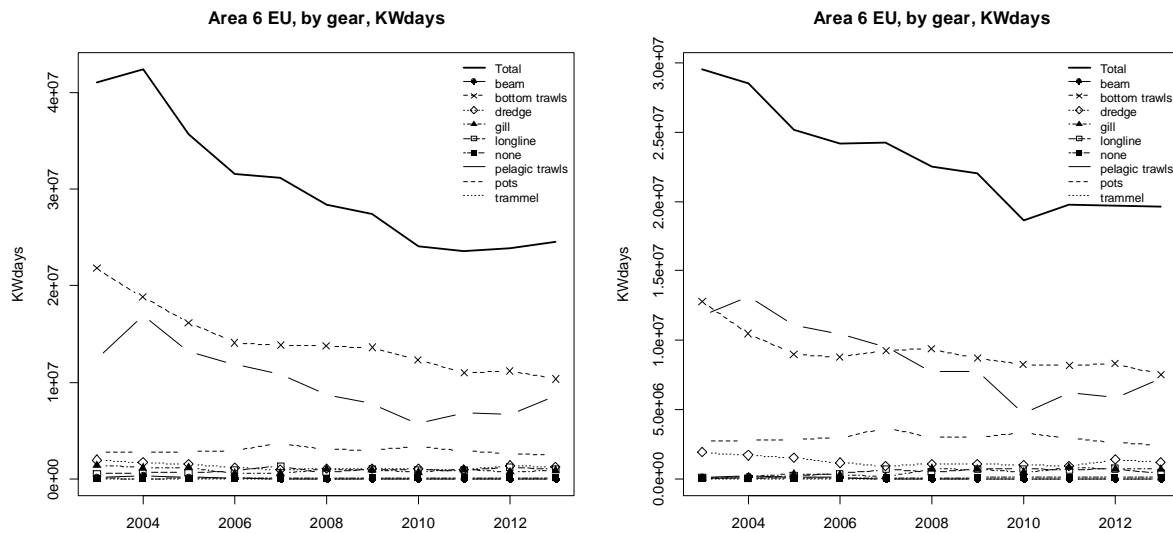 Area 6 EU, by gear, KWdays
KWdays
4e+07
3e+07
2e+07
1e+07
0e+00
2004
2006
2008
2010
2012
Total
beam
bottom trawls
dredge
gill
longline
none
pelagic trawls
pots
trammel
Area 6 EU, by gear, KWdays
KWdays
3.0e+07
2.5e+07
2.0e+07
1.5e+07
1.0e+07
5.0e+06
0.0e+00
2004
2006
2008
2010
2012
Total
beam
bottom trawls
dredge
gill
longline
none
pelagic trawls
pots
trammel